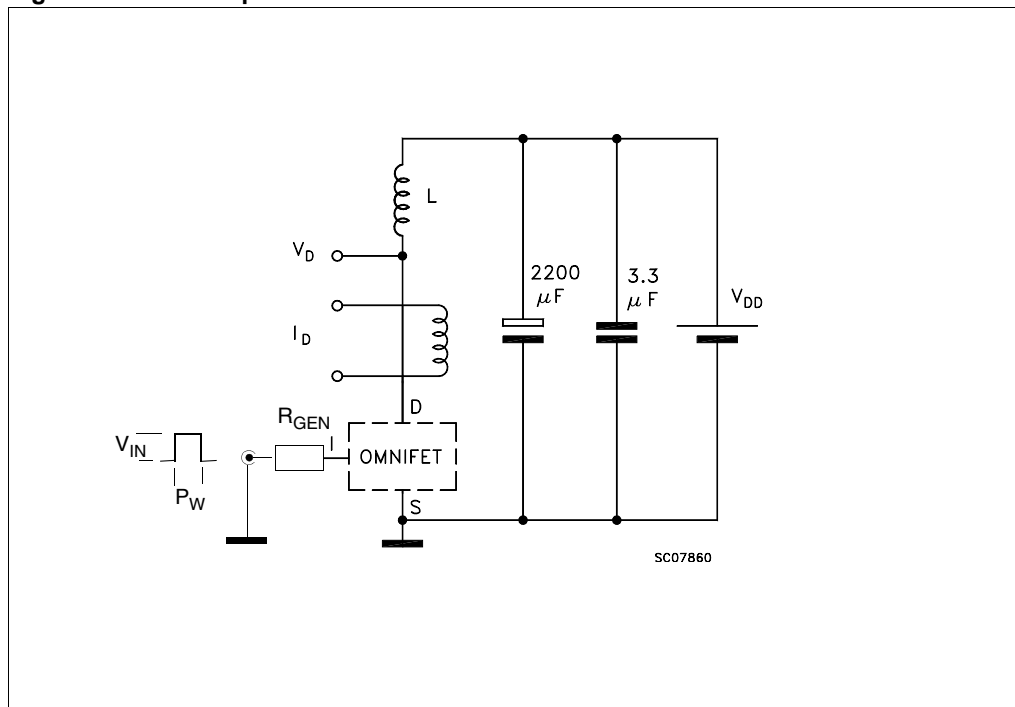 L
V_D
2200
μF
3.3
μF
V_DD
I_D
D
R_GEN
I
V_IN
OMNIFET
P_W
S
SC07860